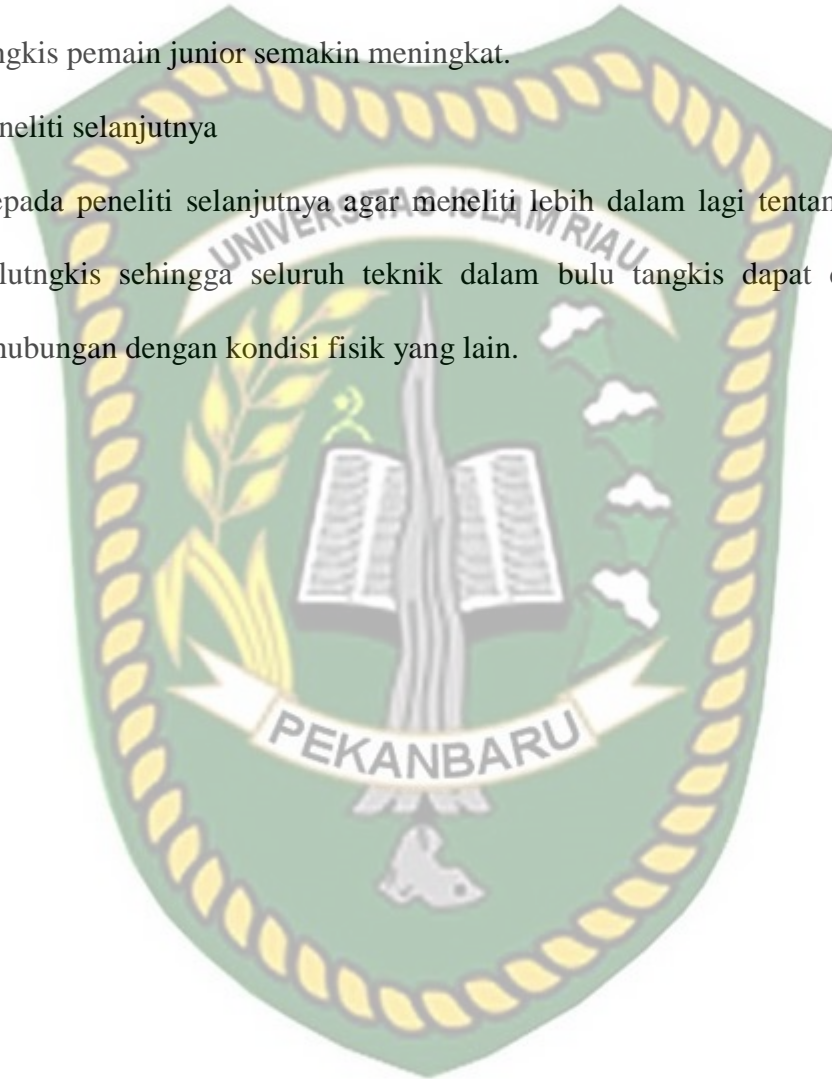 ngkis pemain junior semakin meningkat.
neliti selanjutnya
epada peneliti selanjutnya agar meneliti lebih dalam lagi tentan
UNIVERSITAS ISLAM RIAU
lutngkis sehingga seluruh teknik dalam bulu tangkis dapat
hubungan dengan kondisi fisik yang lain.
PEKANBARU